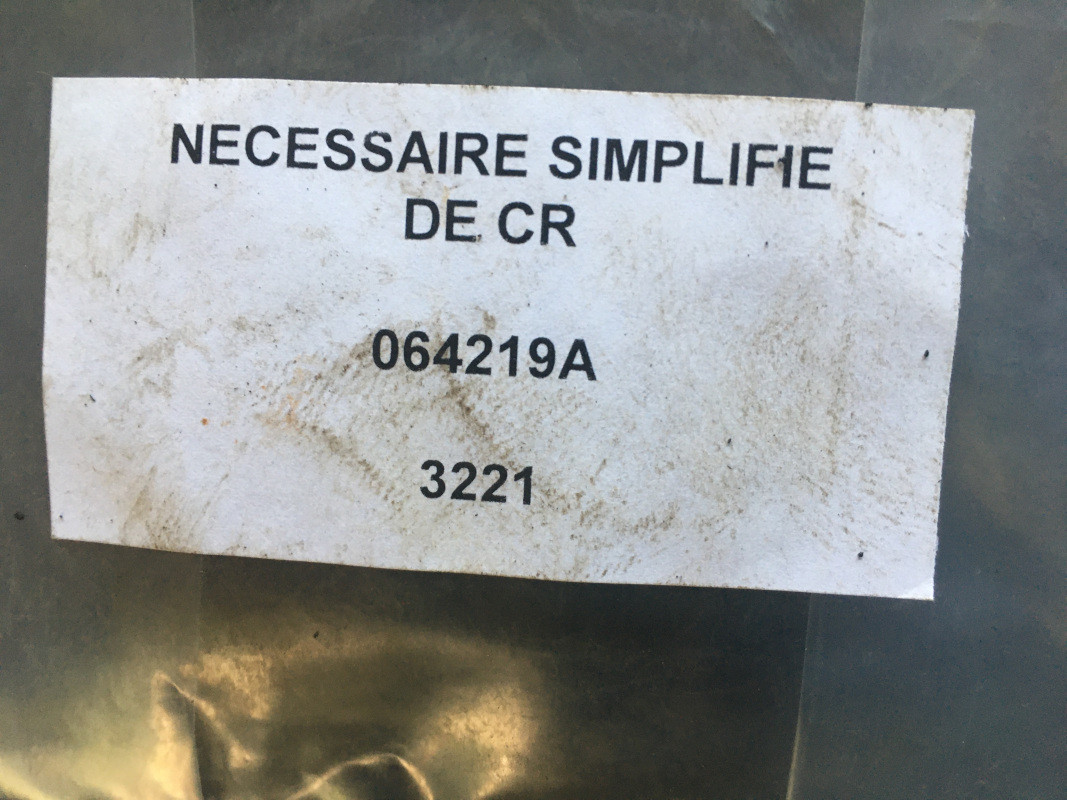 NECESSAIRE SIMPLIFIE
DE CR
064219A
3221